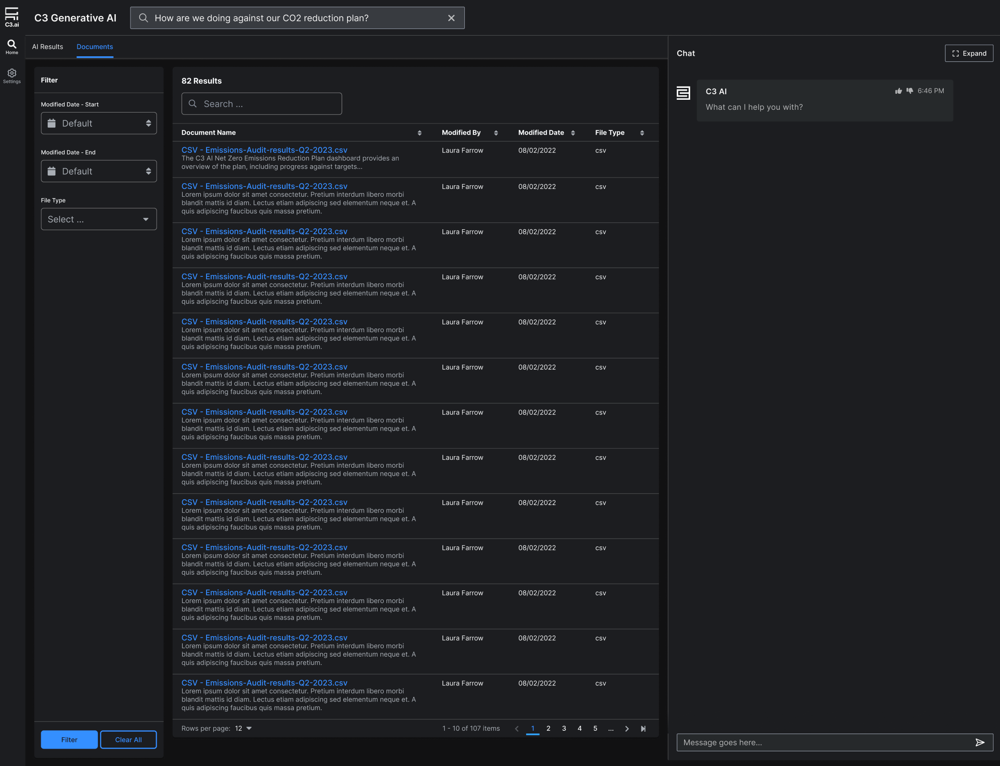 C3.ai
C3 Generative AI
How are we doing against our CO2 reduction plan?
Home
Settings
AI Results
Documents
Filter
Modified Date - Start
Default
Modified Date - End
Default
File Type
Select ...
Filter
Clear All
82 Results
Search ...
Document Name
Modified By
Modified Date
File Type
CSV - Emissions-Audit-results-Q2-2023.csv
The C3 AI Net Zero Emissions Reduction Plan dashboard provides an
overview of the plan, including progress against targets...
Laura Farrow
08/02/2022
csv
CSV - Emissions-Audit-results-Q2-2023.csv
Lorem ipsum dolor sit amet consectetur. Pretium interdum libero morbi
blandit mattis id diam. Lectus etiam adipiscing sed elementum neque et. A
quis adipiscing faucibus quis massa pretium.
Laura Farrow
08/02/2022
csv
CSV - Emissions-Audit-results-Q2-2023.csv
Lorem ipsum dolor sit amet consectetur. Pretium interdum libero morbi
blandit mattis id diam. Lectus etiam adipiscing sed elementum neque et. A
quis adipiscing faucibus quis massa pretium.
Laura Farrow
08/02/2022
csv
CSV - Emissions-Audit-results-Q2-2023.csv
Lorem ipsum dolor sit amet consectetur. Pretium interdum libero morbi
blandit mattis id diam. Lectus etiam adipiscing sed elementum neque et. A
quis adipiscing faucibus quis massa pretium.
Laura Farrow
08/02/2022
csv
CSV - Emissions-Audit-results-Q2-2023.csv
Lorem ipsum dolor sit amet consectetur. Pretium interdum libero morbi
blandit mattis id diam. Lectus etiam adipiscing sed elementum neque et. A
quis adipiscing faucibus quis massa pretium.
Laura Farrow
08/02/2022
csv
CSV - Emissions-Audit-results-Q2-2023.csv
Lorem ipsum dolor sit amet consectetur. Pretium interdum libero morbi
blandit mattis id diam. Lectus etiam adipiscing sed elementum neque et. A
quis adipiscing faucibus quis massa pretium.
Laura Farrow
08/02/2022
csv
CSV - Emissions-Audit-results-Q2-2023.csv
Lorem ipsum dolor sit amet consectetur. Pretium interdum libero morbi
blandit mattis id diam. Lectus etiam adipiscing sed elementum neque et. A
quis adipiscing faucibus quis massa pretium.
Laura Farrow
08/02/2022
csv
CSV - Emissions-Audit-results-Q2-2023.csv
Lorem ipsum dolor sit amet consectetur. Pretium interdum libero morbi
blandit mattis id diam. Lectus etiam adipiscing sed elementum neque et. A
quis adipiscing faucibus quis massa pretium.
Laura Farrow
08/02/2022
csv
CSV - Emissions-Audit-results-Q2-2023.csv
Lorem ipsum dolor sit amet consectetur. Pretium interdum libero morbi
blandit mattis id diam. Lectus etiam adipiscing sed elementum neque et. A
quis adipiscing faucibus quis massa pretium.
Laura Farrow
08/02/2022
csv
CSV - Emissions-Audit-results-Q2-2023.csv
Lorem ipsum dolor sit amet consectetur. Pretium interdum libero morbi
blandit mattis id diam. Lectus etiam adipiscing sed elementum neque et. A
quis adipiscing faucibus quis massa pretium.
Laura Farrow
08/02/2022
csv
CSV - Emissions-Audit-results-Q2-2023.csv
Lorem ipsum dolor sit amet consectetur. Pretium interdum libero morbi
blandit mattis id diam. Lectus etiam adipiscing sed elementum neque et. A
quis adipiscing faucibus quis massa pretium.
Laura Farrow
08/02/2022
csv
CSV - Emissions-Audit-results-Q2-2023.csv
Lorem ipsum dolor sit amet consectetur. Pretium interdum libero morbi
blandit mattis id diam. Lectus etiam adipiscing sed elementum neque et. A
quis adipiscing faucibus quis massa pretium.
Laura Farrow
08/02/2022
csv
CSV - Emissions-Audit-results-Q2-2023.csv
Lorem ipsum dolor sit amet consectetur. Pretium interdum libero morbi
blandit mattis id diam. Lectus etiam adipiscing sed elementum neque et. A
quis adipiscing faucibus quis massa pretium.
Laura Farrow
08/02/2022
csv
Rows per page: 12
1 - 10 of 107 items
1 2 3 4 5 ...
Chat
Expand
C3 AI
6:46 PM
What can I help you with?
Message goes here...